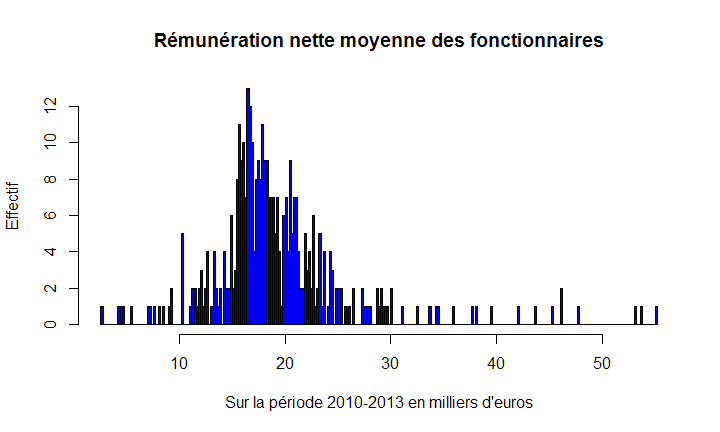 Rémunération nette moyenne des fonctionnaires
Effectif
12
10
8
6
4
2
0
10 20 30 40 50
Sur la période 2010-2013 en milliers d'euros